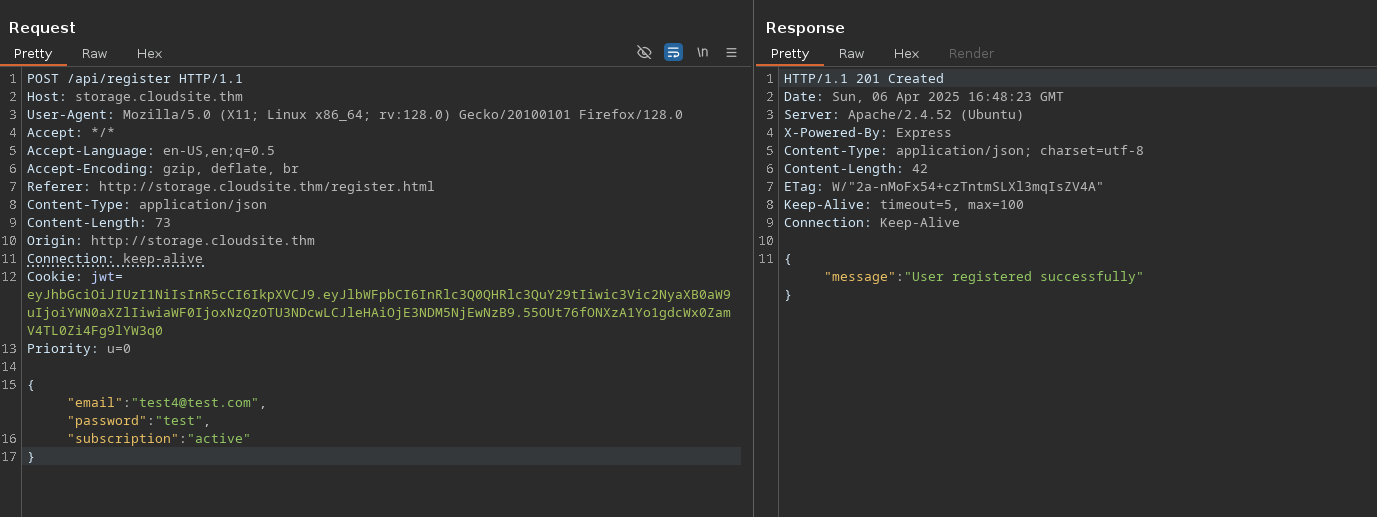 Request
Pretty Raw Hex \n
1 POST /api/register HTTP/1.1
2 Host: storage.cloudsite.thm
3 User-Agent: Mozilla/5.0 (X11; Linux x86_64; rv:128.0) Gecko/20100101 Firefox/128.0
4 Accept: */*
5 Accept-Language: en-US,en;q=0.5
6 Accept-Encoding: gzip, deflate, br
7 Referer: http://storage.cloudsite.thm/register.html
8 Content-Type: application/json
9 Content-Length: 73
10 Origin: http://storage.cloudsite.thm
11 Connection: keep-alive
12 Cookie: jwt=
eyJhbGciOiJIUzI1NiIsInR5cCI6IkpXVCJ9.eyJlbWFpbCI6InRlc3Q0QHRlc3QuY29tIiwic3Vic2NyaXB0aW9
uIjoiYWN0aXZlIiwiaWF0IjoxNzQzOTU3NDcwLCJleHAiOjE3NDM5NjEwNzB9.55OUt76fONXzA1Yo1gdcWx0Zam
V4TL0Zi4Fg9lYW3q0
13 Priority: u=0
14
15 {
"email":"test4@test.com",
"password":"test",
16 "subscription":"active"
17 }
Response
Pretty Raw Hex Render
1 HTTP/1.1 201 Created
2 Date: Sun, 06 Apr 2025 16:48:23 GMT
3 Server: Apache/2.4.52 (Ubuntu)
4 X-Powered-By: Express
5 Content-Type: application/json; charset=utf-8
6 Content-Length: 42
7 ETag: W/"2a-nMoFx54+czTntmSLXl3mqIsZV4A"
8 Keep-Alive: timeout=5, max=100
9 Connection: Keep-Alive
10
11 {
"message":"User registered successfully"
}